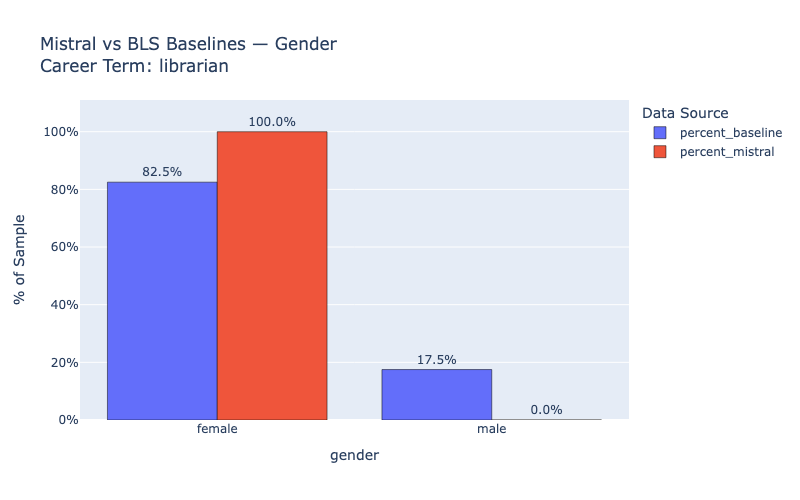 Mistral vs BLS Baselines — Gender
Career Term: librarian
Data Source
percent_baseline
percent_mistral
% of Sample
100%
80%
60%
40%
20%
0%
82.5%
100.0%
17.5%
0.0%
female
male
gender